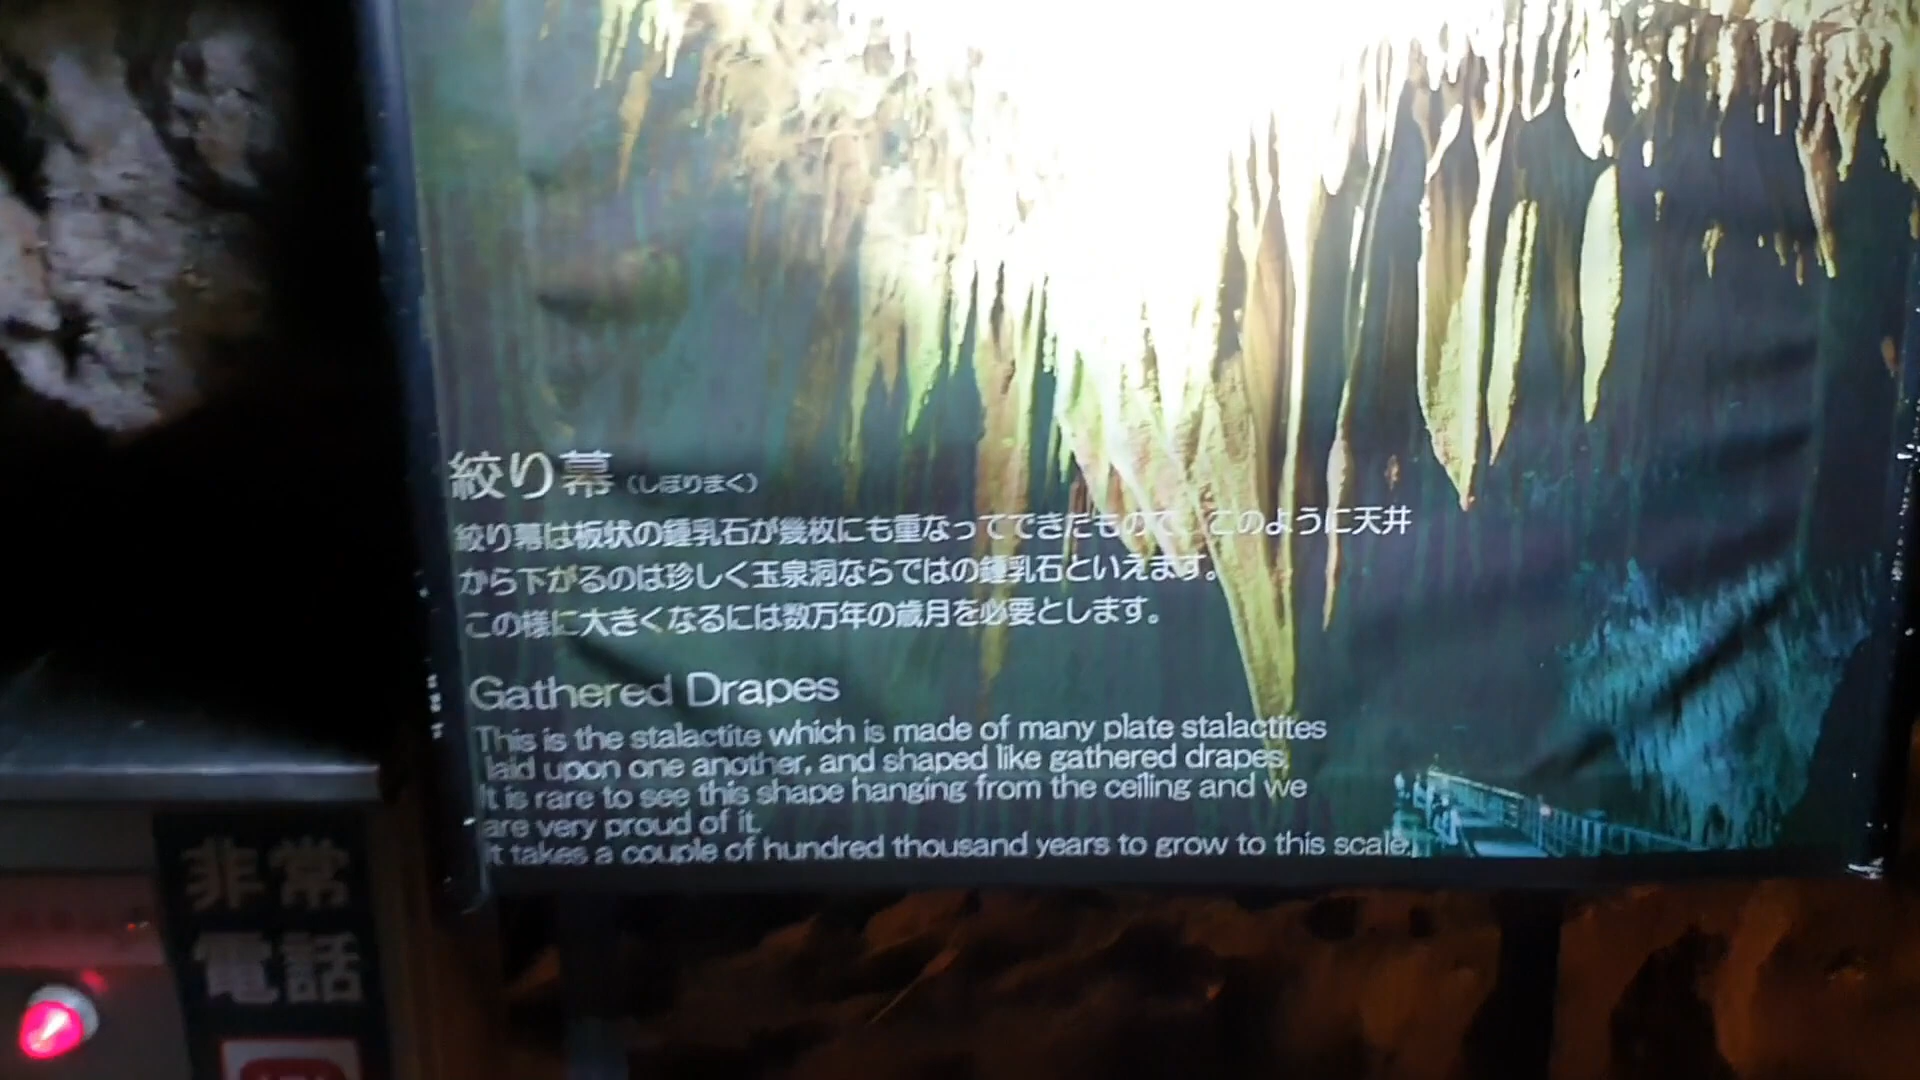 絞り幕（しぼりまく）
絞り幕は板状の鍾乳石が幾枚にも重なってできたもので、このように天井
から下がるのは珍しく玉泉洞ならではの鍾乳石といえます。
この様に大きくなるには数万年の歳月を必要とします。
Gathered Drapes
This is the stalactite which is made of many plate stalactites
laid upon one another, and shaped like gathered drapes.
It is rare to see this shape hanging from the ceiling and we
are very proud of it.
It takes a couple of hundred thousand years to grow to this scale.
非常
電話